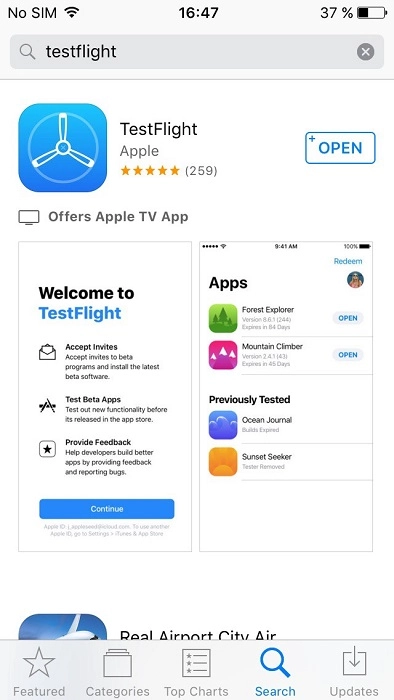 No SIM 16:47 37 %
testflight
TestFlight
Apple
(259)
+ OPEN
Offers Apple TV App
Welcome to
TestFlight
Accept Invites
Accept invites to beta
programs and install the latest
beta software.
Test Beta Apps
Test out new functionality before
its released in the app store.
Provide Feedback
Help developers build better
apps by providing feedback
and reporting bugs.
Continue
Apple ID: j.appleseed@icloud.com. To use another
Apple ID, go to Settings > iTunes & App Store
9:41 AM 100%
Redeem
Apps
Forest Explorer
Version 8.6.1 (244)
Expires in 84 Days
OPEN
Mountain Climber
Version 2.4.1 (43)
Expires in 45 Days
OPEN
Previously Tested
Ocean Journal
Builds Expired
Sunset Seeker
Tester Removed
Real Airport City Air
Featured Categories Top Charts Search Updates